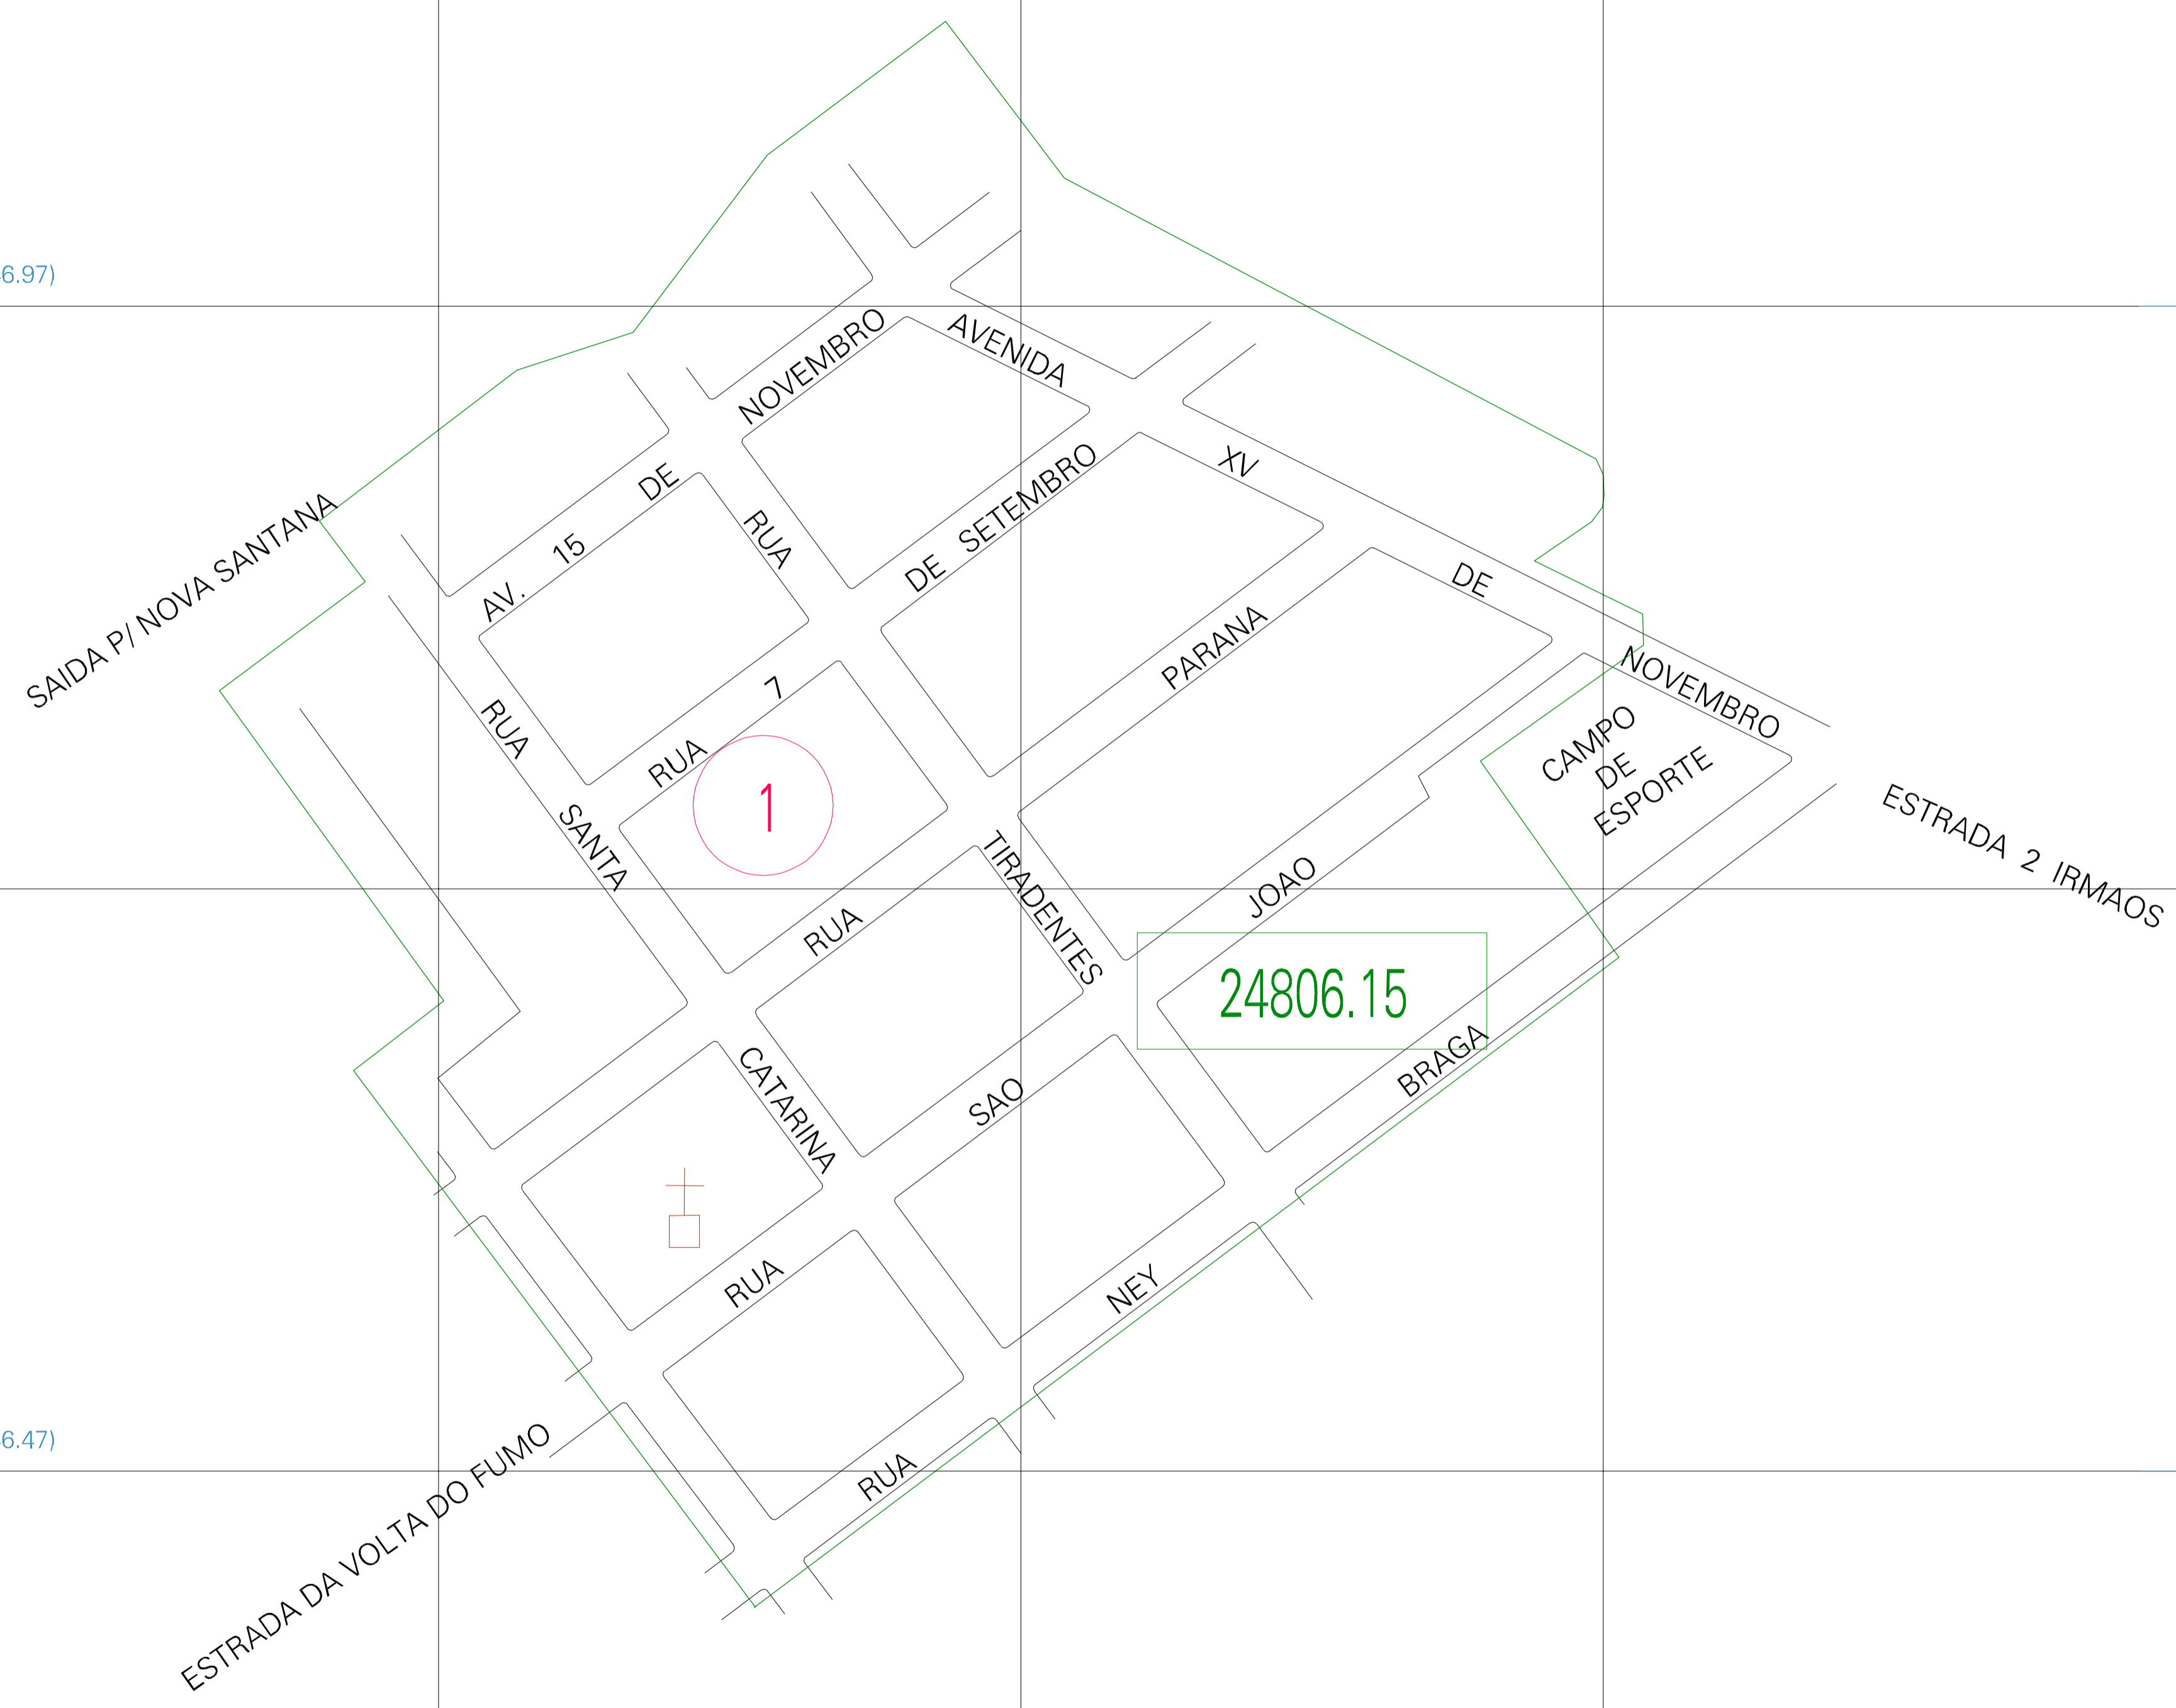 6.97)
SAIDA P/ NOVA SANTANA
AV. 15 DE NOVEMBRO
AVENIDA XV DE NOVEMBRO
RUA 7 DE SETEMBRO
RUA TIRADENTES
RUA SANTA CATARINA
RUA PARANA
RUA SAO JOAO
RUA NEY BRAGA
CAMPO
DE
ESPORTE
ESTRADA 2 IRMAOS
1
24806.15
6.47)
ESTRADA DA VOLTA DO FUMO